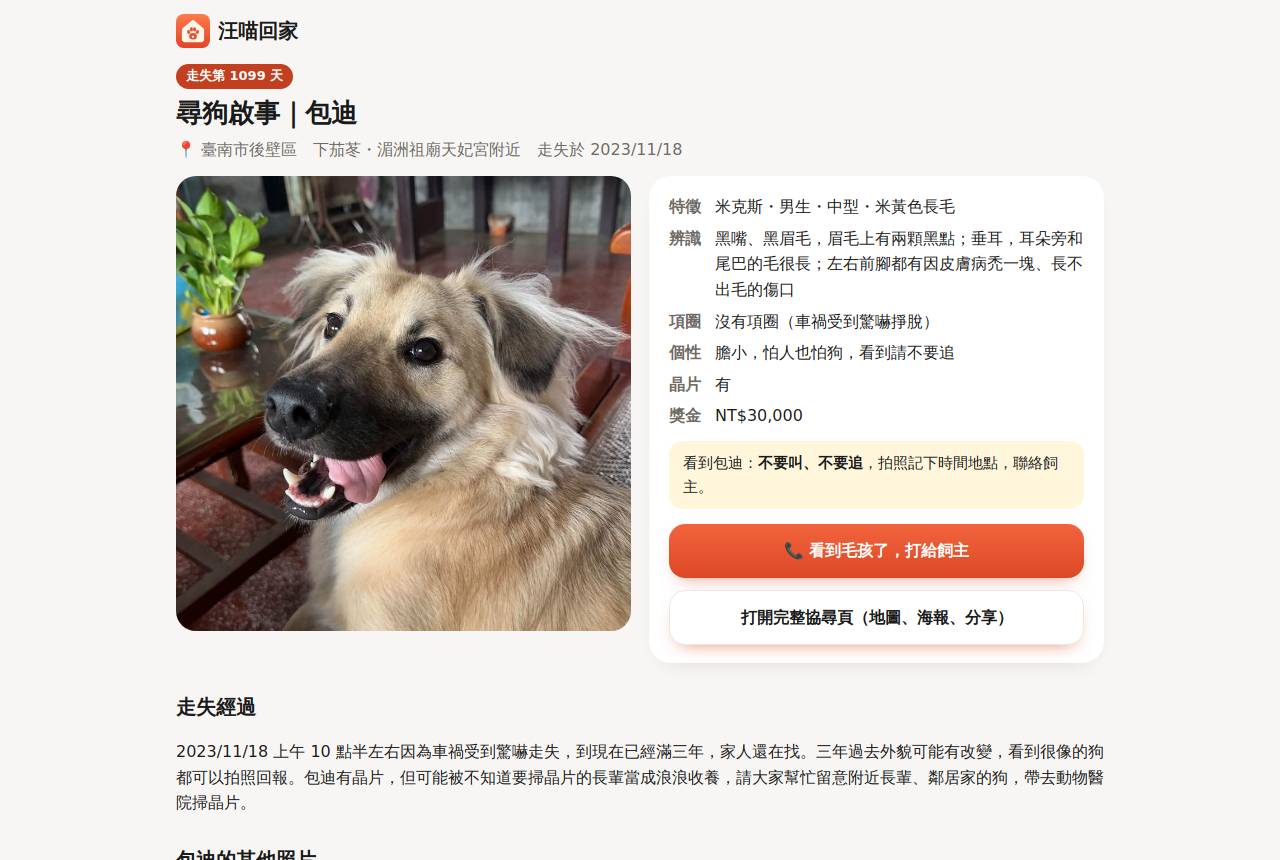 汪喵回家
走失第 1099 天
尋狗啟事｜包迪
📍 臺南市後壁區　下茄苳・湄洲祖廟天妃宮附近　走失於 2023/11/18
特徵 米克斯・男生・中型・米黃色長毛
辨識 黑嘴、黑眉毛，眉毛上有兩顆黑點；垂耳，耳朵旁和
尾巴的毛很長；左右前腳都有因皮膚病禿一塊、長不
出毛的傷口
項圈 沒有項圈（車禍受到驚嚇掙脫）
個性 膽小，怕人也怕狗，看到請不要追
晶片 有
獎金 NT$30,000
看到包迪：不要叫、不要追，拍照記下時間地點，聯絡飼
主。
📞 看到毛孩了，打給飼主
打開完整協尋頁（地圖、海報、分享）
走失經過
2023/11/18 上午 10 點半左右因為車禍受到驚嚇走失，到現在已經滿三年，家人還在找。三年過去外貌可能有改變，看到很像的狗
都可以拍照回報。包迪有晶片，但可能被不知道要掃晶片的長輩當成浪浪收養，請大家幫忙留意附近長輩、鄰居家的狗，帶去動物醫
院掃晶片。
包迪的其他照片